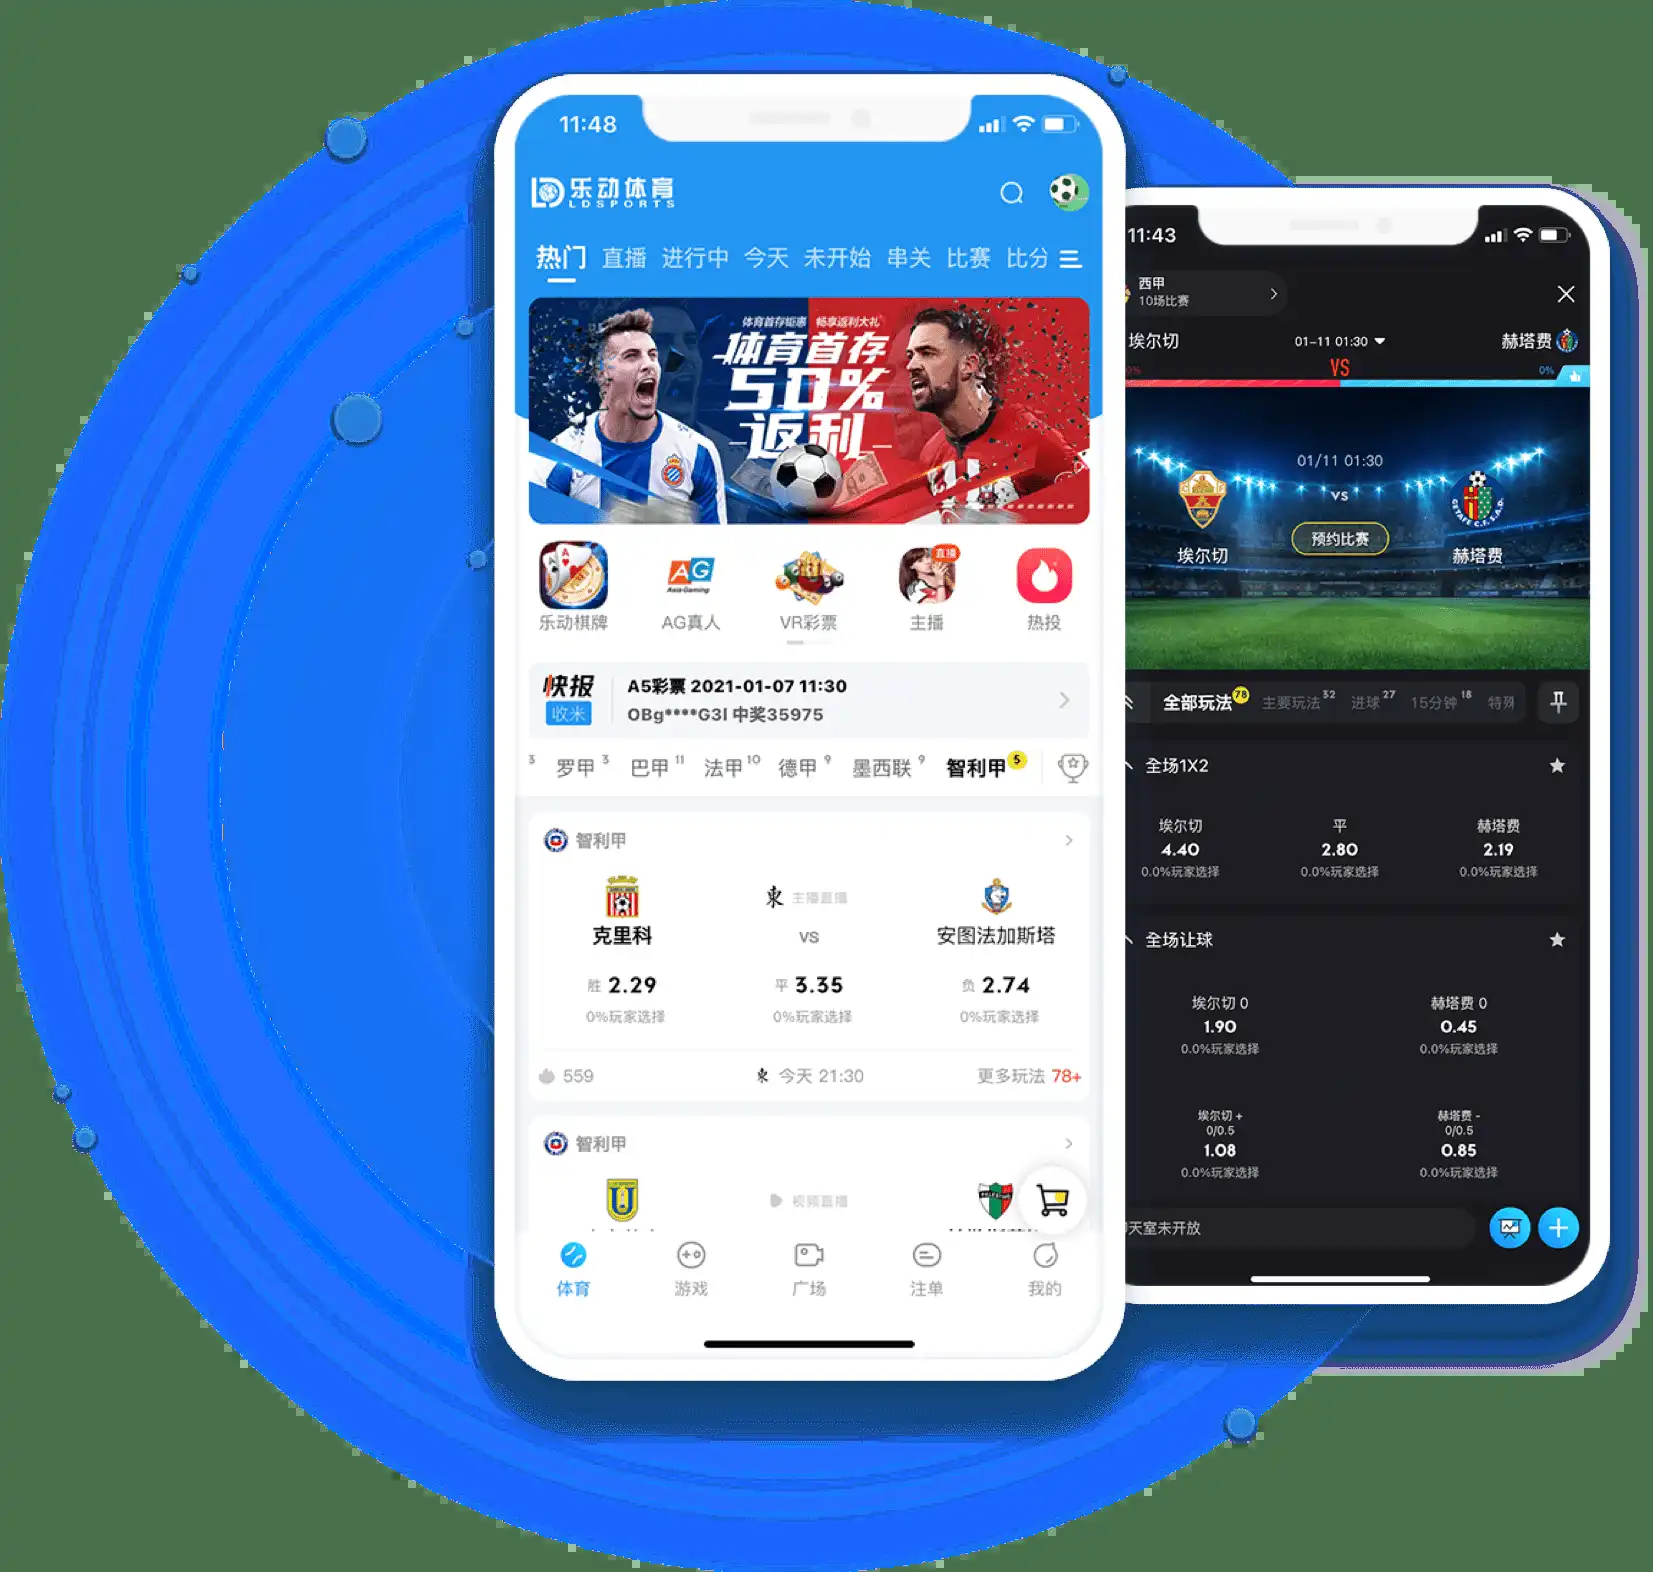 11:48
乐动体育
LDSPORTS
热门 直播 进行中 今天 未开始 串关 比赛 比分
体育首存钜惠 畅享返利大礼
体育首存
50%
返利
AG
Asia Gaming
直播
乐动棋牌 AG真人 VR彩票 主播 热投
快报
收米
A5彩票 2021-01-07 11:30
OBg****G3l 中奖35975
3 罗甲 3 巴甲 11 法甲 10 德甲 9 墨西联 9 智利甲 5
智利甲
主播直播
克里科 VS 安图法加斯塔
胜 2.29 平 3.35 负 2.74
0%玩家选择 0%玩家选择 0%玩家选择
559 今天 21:30 更多玩法 78+
智利甲
视频直播
体育 游戏 广场 注单 我的
11:43
西甲
10场比赛
埃尔切 01-11 01:30 赫塔费
0% VS 0%
01/11 01:30
VS
预约比赛
埃尔切 赫塔费
全部玩法 78 主要玩法 32 进球 27 15分钟 18 特殊
全场1X2
埃尔切 平 赫塔费
4.40 2.80 2.19
0.0%玩家选择 0.0%玩家选择 0.0%玩家选择
全场让球
埃尔切 0 赫塔费 0
1.90 0.45
0.0%玩家选择 0.0%玩家选择
埃尔切 + 赫塔费 -
0/0.5 0/0.5
1.08 0.85
0.0%玩家选择 0.0%玩家选择
天室未开放